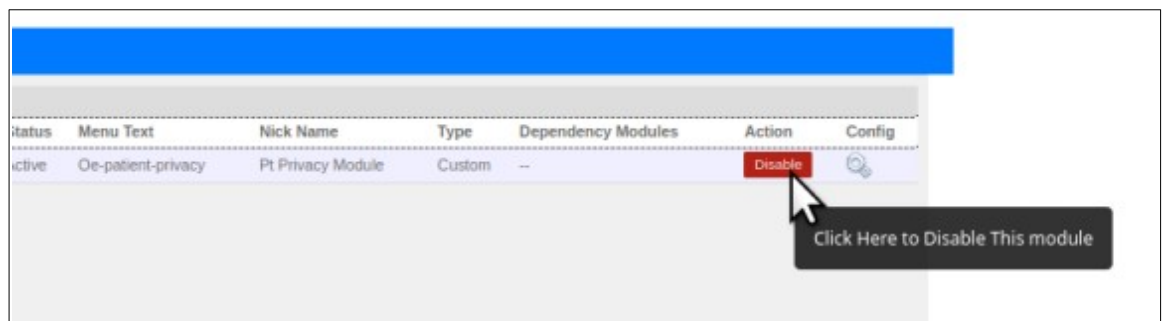 Status Menu Text Nick Name Type Dependency Modules Action Config
Active Oe-patient-privacy Pt Privacy Module Custom -- Disable
Click Here to Disable This module